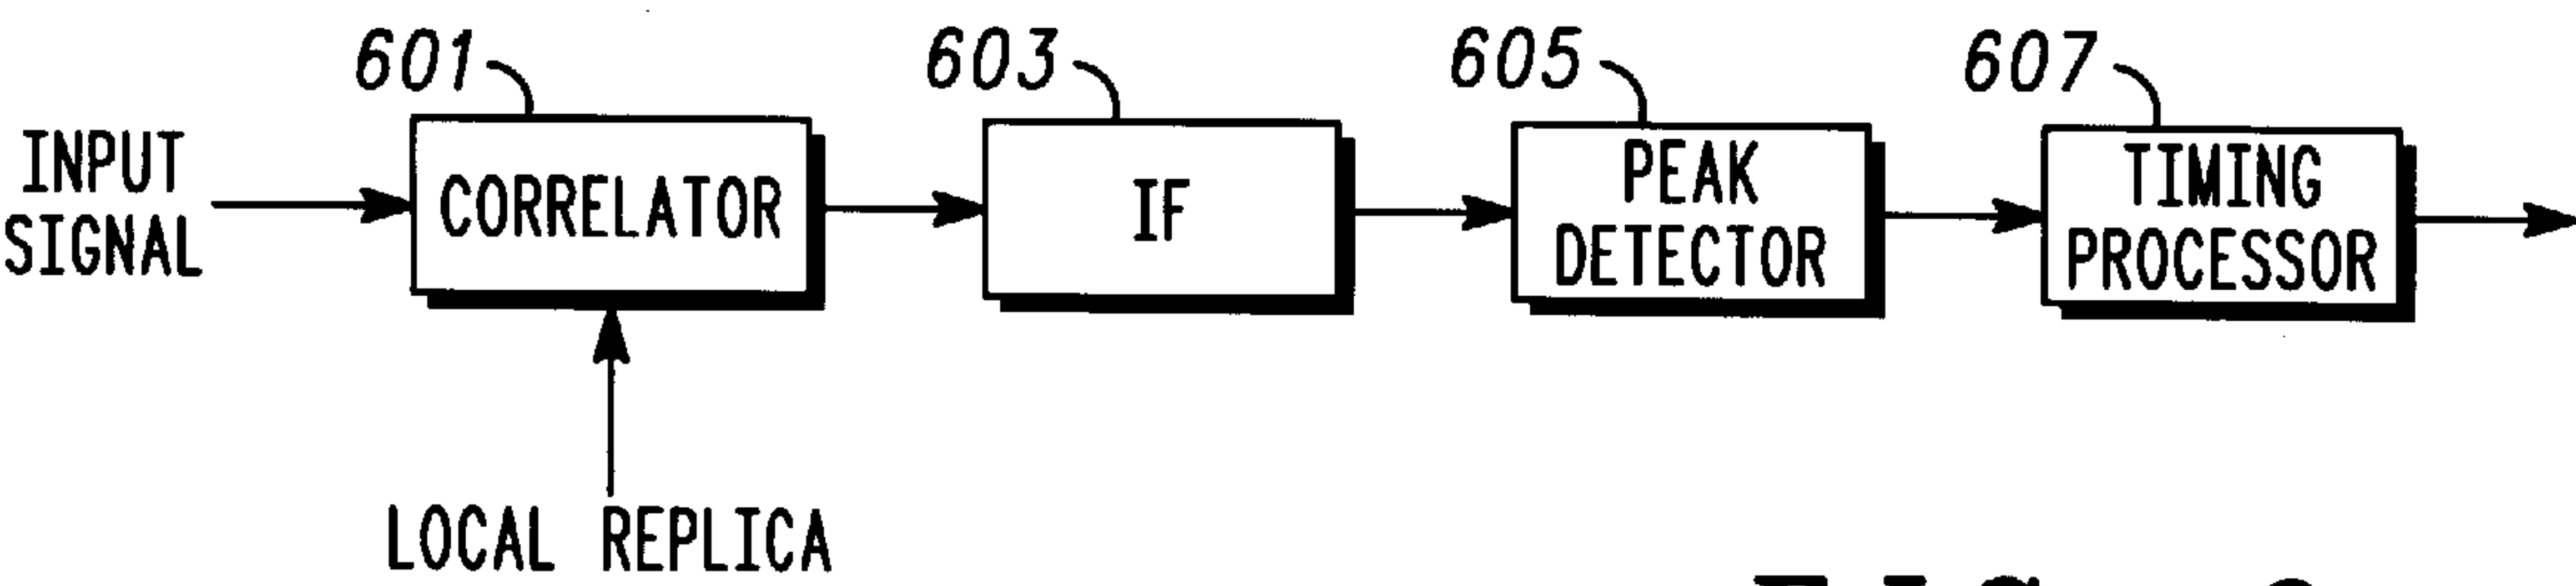 601
603
605
607
INPUT
SIGNAL
CORRELATOR
IF
PEAK
DETECTOR
TIMING
PROCESSOR
LOCAL REPLICA